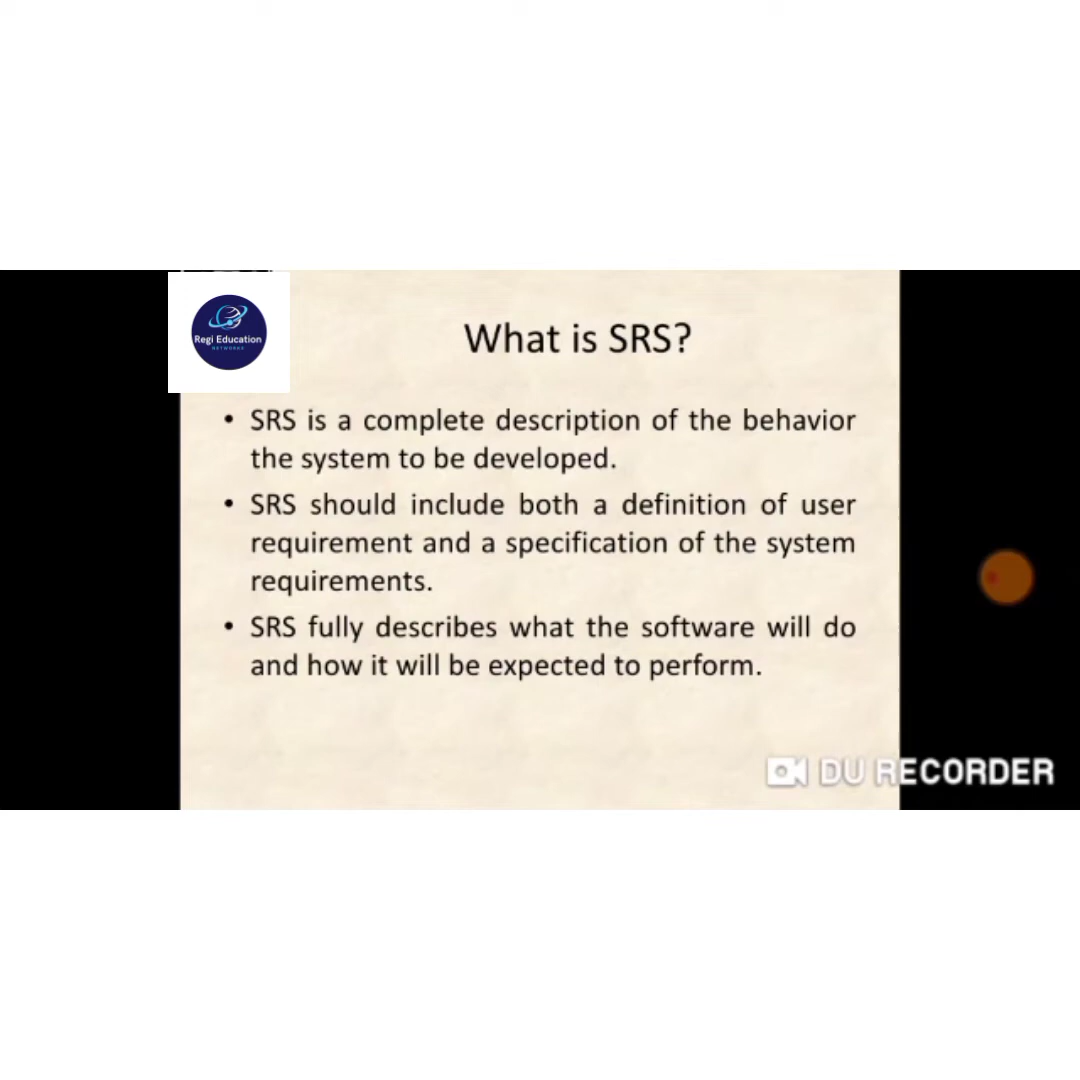 Regi Education
NETWORKS
What is SRS?
• SRS is a complete description of the behavior
the system to be developed.
• SRS should include both a definition of user
requirement and a specification of the system
requirements.
• SRS fully describes what the software will do
and how it will be expected to perform.
DU RECORDER